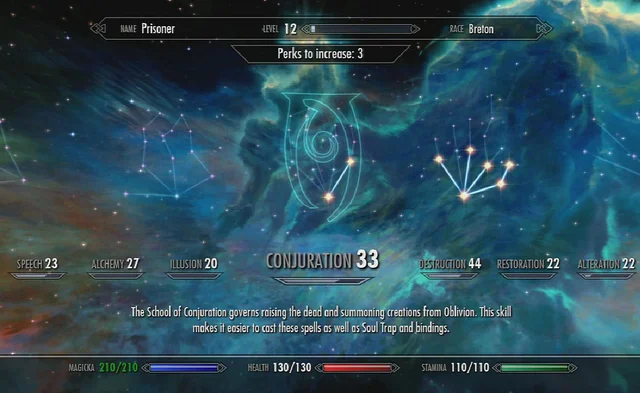 NAME Prisoner LEVEL 12 RACE Breton
Perks to increase: 3
SPEECH 23 ALCHEMY 27 ILLUSION 20 CONJURATION 33 DESTRUCTION 44 RESTORATION 22 ALTERATION 22
The School of Conjuration governs raising the dead and summoning creations from Oblivion. This skill
makes it easier to cast these spells as well as Soul Trap and bindings.
MAGICKA 210/210 HEALTH 130/130 STAMINA 110/110